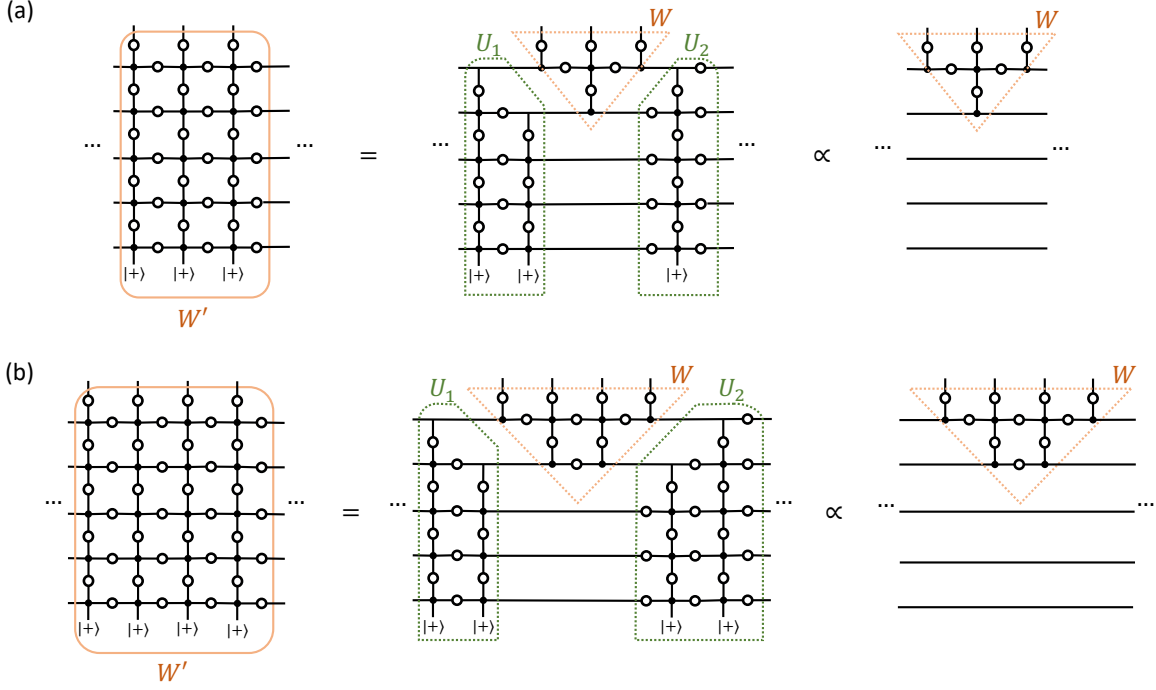 (a)
W
U₁
U₂
... ... = ... ... ∝ ... ...
|+⟩ |+⟩ |+⟩
|+⟩ |+⟩
|+⟩
W′
(b)
U₁
W
U₂
W
... ... = ... ... ∝ ... ...
|+⟩ |+⟩ |+⟩ |+⟩
|+⟩ |+⟩
|+⟩ |+⟩
W′